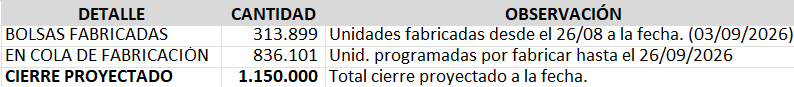 DETALLE CANTIDAD OBSERVACIÓN
BOLSAS FABRICADAS 313.899 Unidades fabricadas desde el 26/08 a la fecha. (03/09/2026)
EN COLA DE FABRICACIÓN 836.101 Unid. programadas por fabricar hasta el 26/09/2026
CIERRE PROYECTADO 1.150.000 Total cierre proyectado a la fecha.